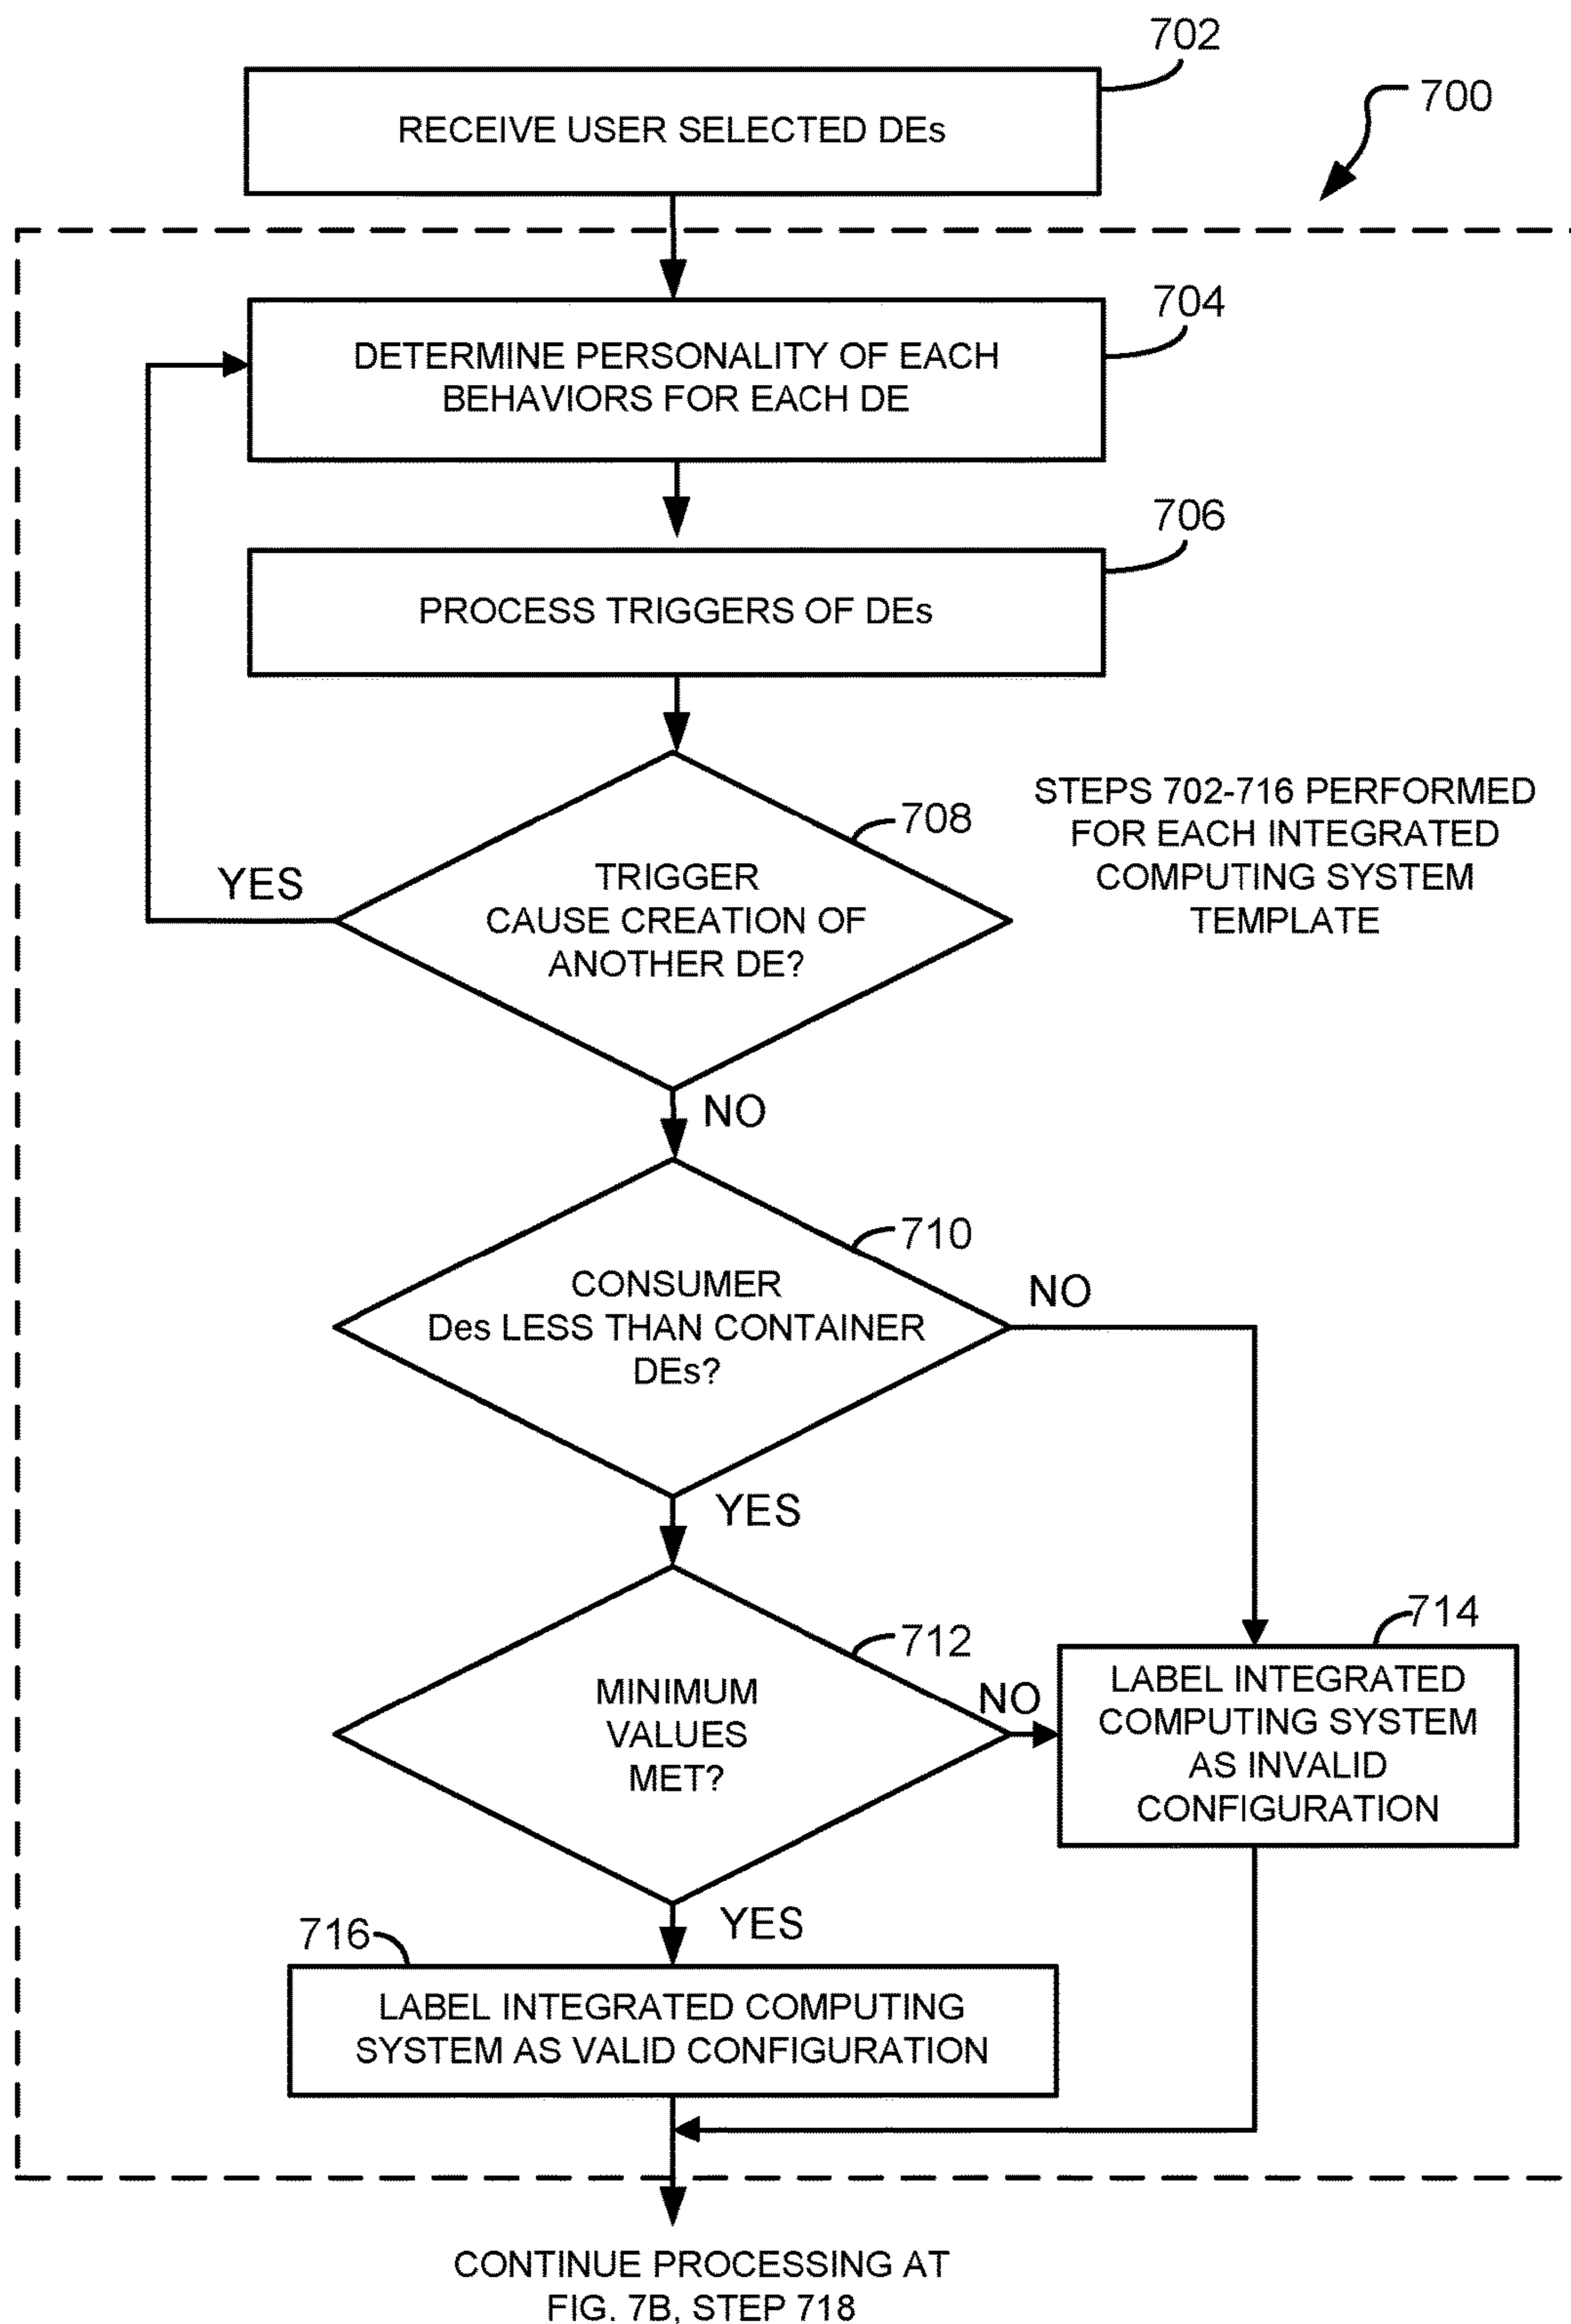 702
700
RECEIVE USER SELECTED DEs
704
DETERMINE PERSONALITY OF EACH
BEHAVIORS FOR EACH DE
706
PROCESS TRIGGERS OF DEs
708
TRIGGER
CAUSE CREATION OF
ANOTHER DE?
YES
STEPS 702-716 PERFORMED
FOR EACH INTEGRATED
COMPUTING SYSTEM
TEMPLATE
NO
710
CONSUMER
Des LESS THAN CONTAINER
DEs?
NO
YES
712
MINIMUM
VALUES
MET?
NO
714
LABEL INTEGRATED
COMPUTING SYSTEM
AS INVALID
CONFIGURATION
YES
716
LABEL INTEGRATED COMPUTING
SYSTEM AS VALID CONFIGURATION
CONTINUE PROCESSING AT
FIG. 7B, STEP 718